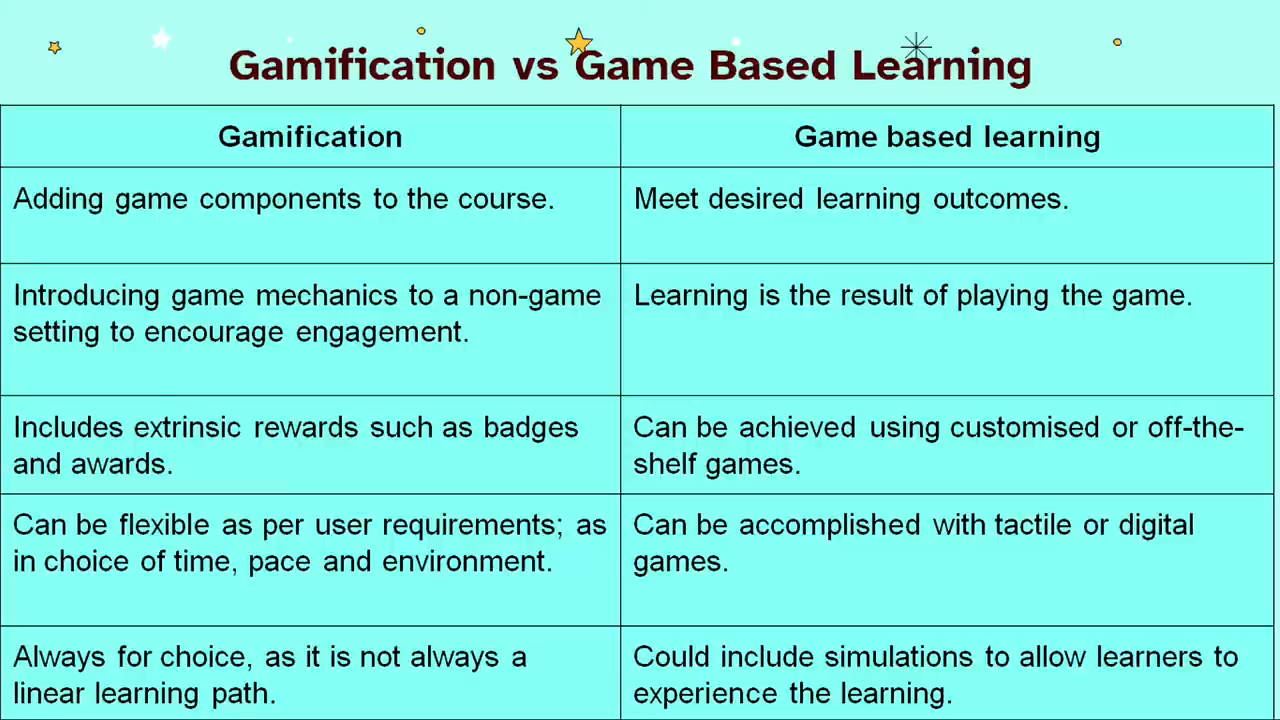 Gamification vs Game Based Learning
Gamification
Game based learning
Adding game components to the course.
Meet desired learning outcomes.
Introducing game mechanics to a non-game
setting to encourage engagement.
Learning is the result of playing the game.
Includes extrinsic rewards such as badges
and awards.
Can be achieved using customised or off-the-
shelf games.
Can be flexible as per user requirements; as
in choice of time, pace and environment.
Can be accomplished with tactile or digital
games.
Always for choice, as it is not always a
linear learning path.
Could include simulations to allow learners to
experience the learning.